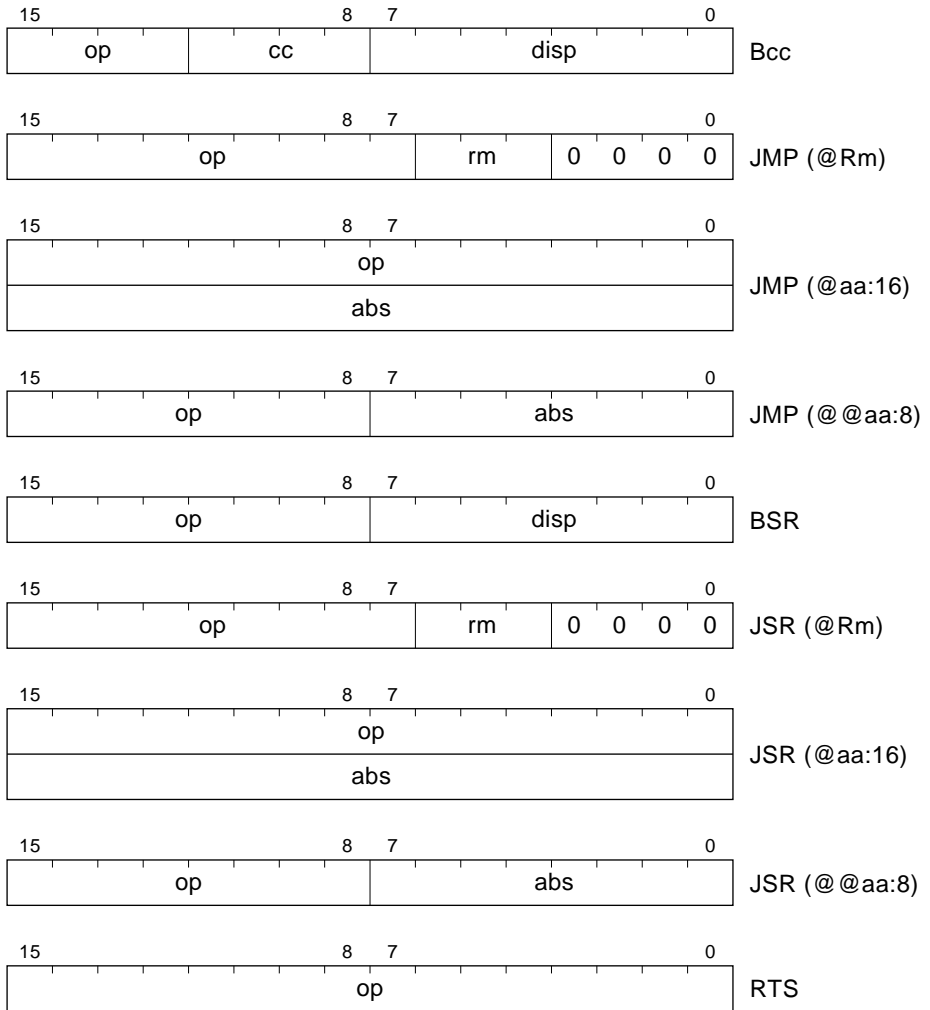 15 8 7 0
op cc disp Bcc
15 8 7 0
op rm 0 0 0 0 JMP (@Rm)
15 8 7 0
op
JMP (@aa:16)
abs
15 8 7 0
op abs JMP (@@aa:8)
15 8 7 0
op disp BSR
15 8 7 0
op rm 0 0 0 0 JSR (@Rm)
15 8 7 0
op
JSR (@aa:16)
abs
15 8 7 0
op abs JSR (@@aa:8)
15 8 7 0
op RTS